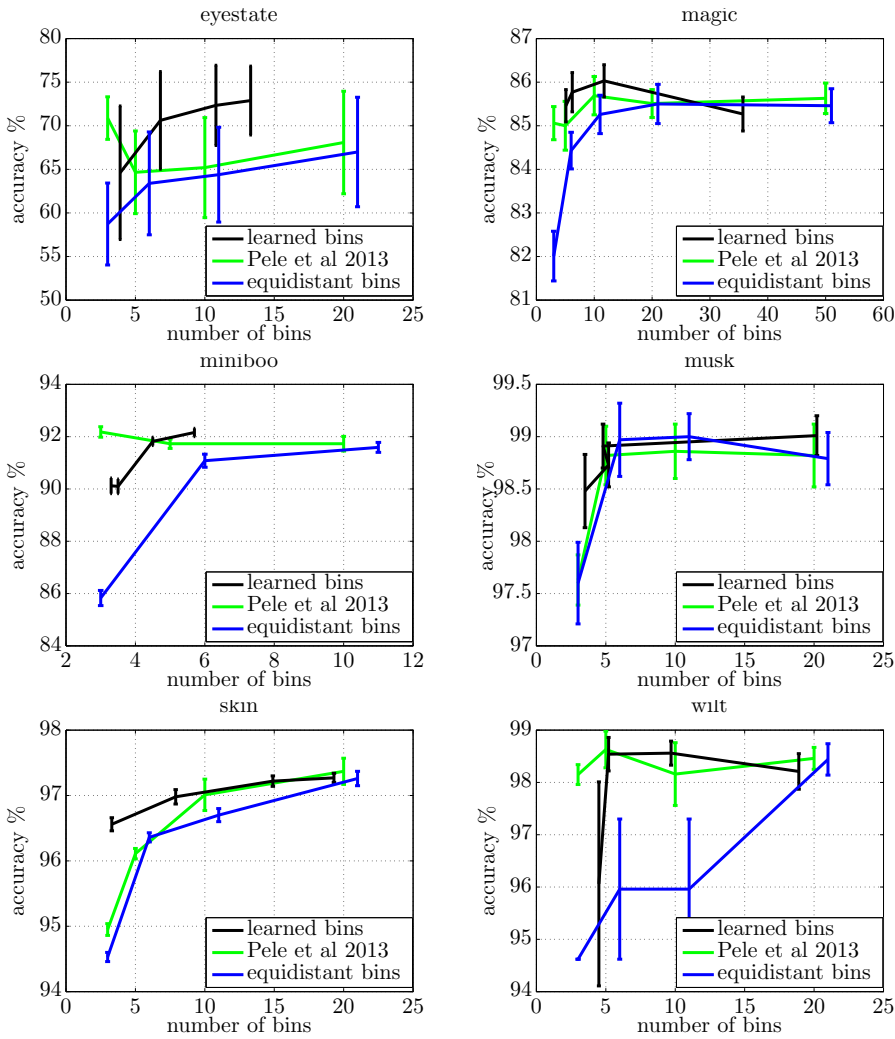 eyestate
accuracy %
80
75
70
65
60
55
50
0 5 10 15 20 25
number of bins
learned bins
Pele et al 2013
equidistant bins
magic
accuracy %
87
86
85
84
83
82
81
0 10 20 30 40 50 60
number of bins
learned bins
Pele et al 2013
equidistant bins
miniboo
accuracy %
94
92
90
88
86
84
2 4 6 8 10 12
number of bins
learned bins
Pele et al 2013
equidistant bins
musk
accuracy %
99.5
99
98.5
98
97.5
97
0 5 10 15 20 25
number of bins
learned bins
Pele et al 2013
equidistant bins
skin
accuracy %
98
97
96
95
94
0 5 10 15 20 25
number of bins
learned bins
Pele et al 2013
equidistant bins
wilt
accuracy %
99
98
97
96
95
94
0 5 10 15 20 25
number of bins
learned bins
Pele et al 2013
equidistant bins